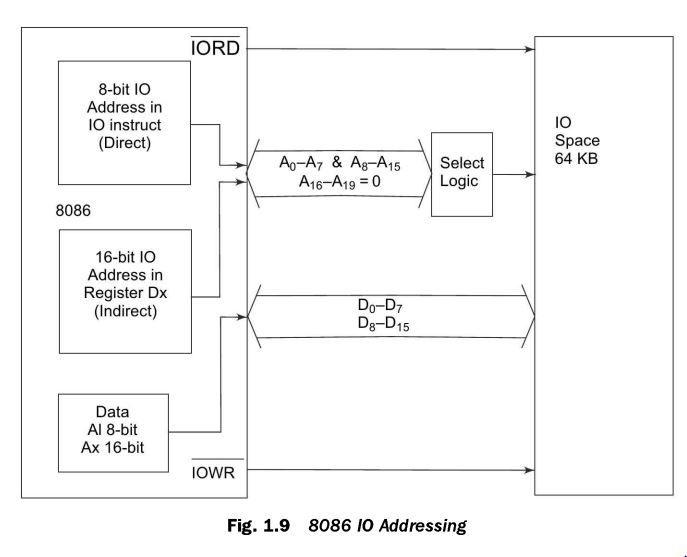 IORD
8-bit IO
Address in
IO instruct
(Direct)
A0–A7 & A8–A15
A16–A19 = 0
Select
Logic
IO
Space
64 KB
8086
16-bit IO
Address in
Register Dx
(Indirect)
D0–D7
D8–D15
Data
Al 8-bit
Ax 16-bit
IOWR
Fig. 1.9 8086 IO Addressing